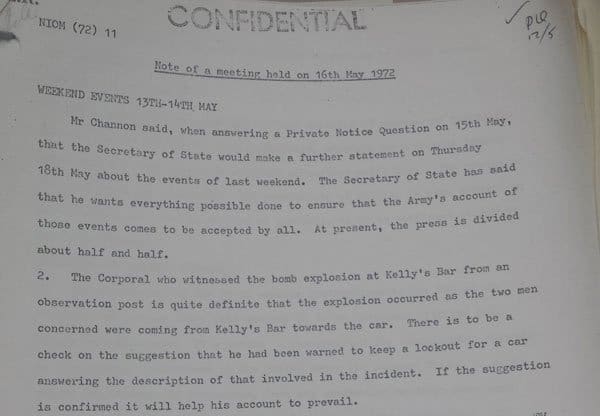 CONFIDENTIAL
NIOM (72) 11
Note of a meeting held on 16th May 1972
WEEKEND EVENTS 13TH-14TH MAY
Mr Channon said, when answering a Private Notice Question on 15th May,
that the Secretary of State would make a further statement on Thursday
18th May about the events of last weekend. The Secretary of State has said
that he wants everything possible done to ensure that the Army's account of
those events comes to be accepted by all. At present, the press is divided
about half and half.
2. The Corporal who witnessed the bomb explosion at Kelly's Bar from an
observation post is quite definite that the explosion occurred as the two men
concerned were coming from Kelly's Bar towards the car. There is to be a
check on the suggestion that he had been warned to keep a lookout for a car
answering the description of that involved in the incident. If the suggestion
is confirmed it will help his account to prevail.